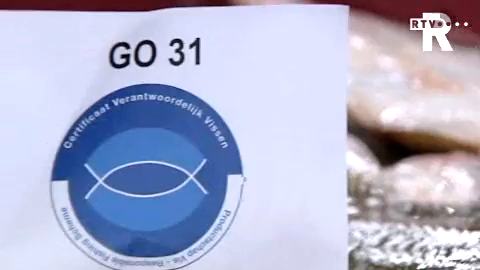 RTV
R
GO 31
Certificaat Verantwoordelijk Vissen
Productschap Vis - Responsible Fishing Scheme